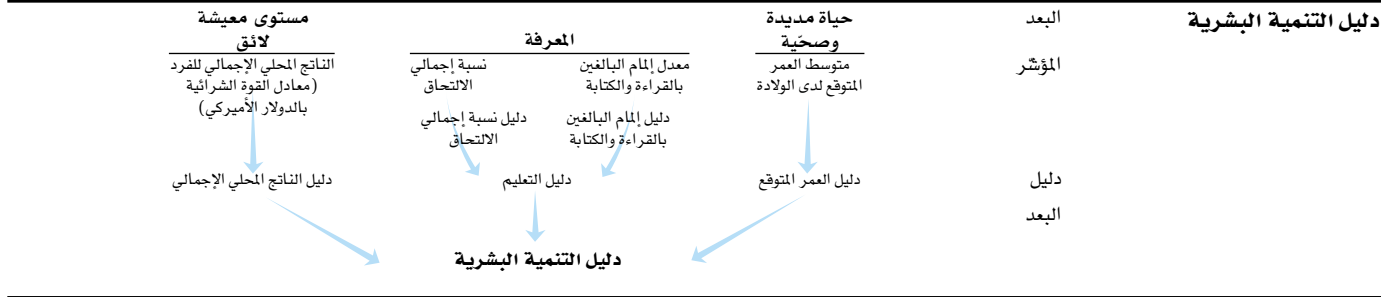 دليل التنمية البشرية
البعد
حياة مديدة
وصحّية
المعرفة
مستوى معيشة
لائق
المؤشّر
متوسط العمر
المتوقع لدى الولادة
معدل إلمام البالغين
بالقراءة والكتابة
نسبة إجمالي
الالتحاق
الناتج المحلي الإجمالي للفرد
(معادل القوة الشرائية
بالدولار الأميركي)
دليل إلمام البالغين
بالقراءة والكتابة
دليل نسبة إجمالي
الالتحاق
دليل
البعد
دليل العمر المتوقع
دليل التعليم
دليل الناتج المحلي الإجمالي
دليل التنمية البشرية